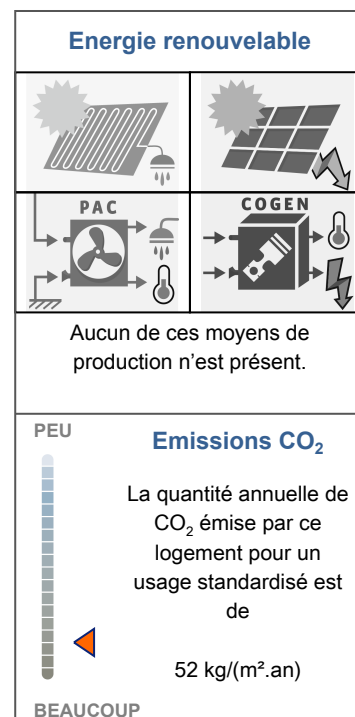 Energie renouvelable
PAC
COGEN
Aucun de ces moyens de
production n’est présent.
PEU
Emissions CO₂
La quantité annuelle de
CO₂ émise par ce
logement pour un
usage standardisé est
de
52 kg/(m².an)
BEAUCOUP